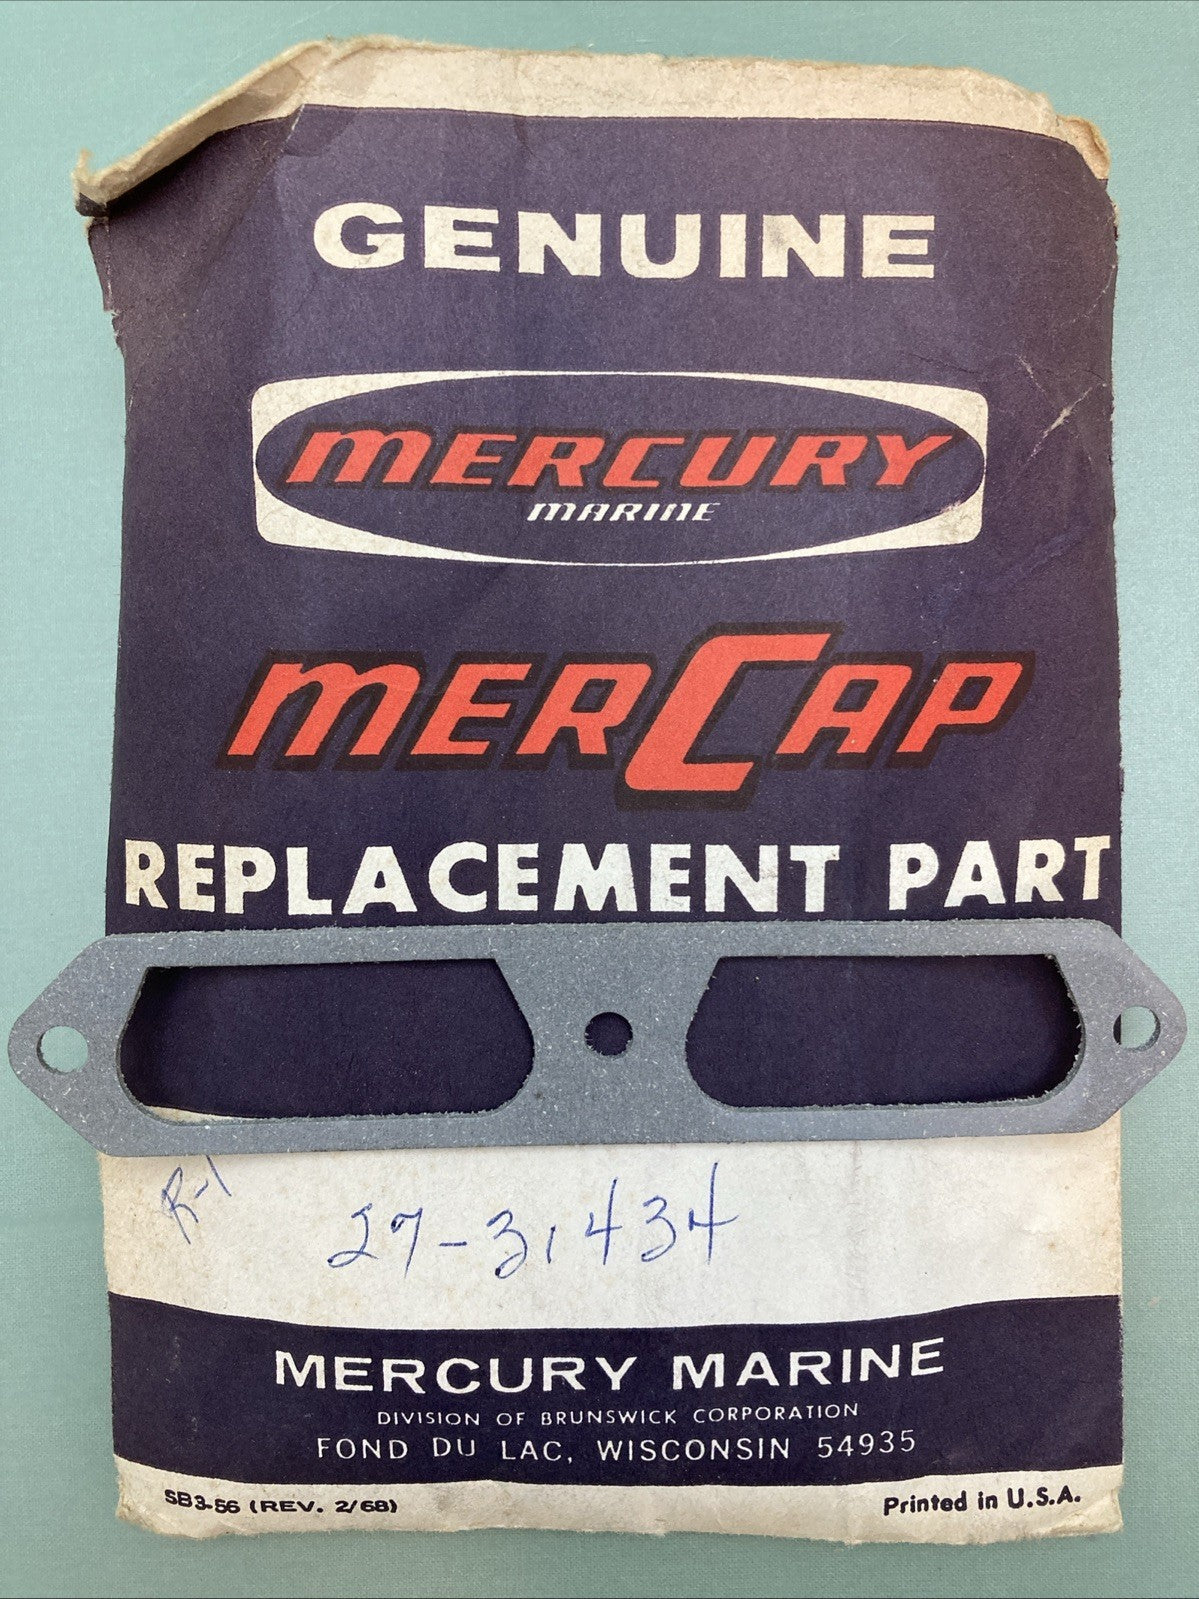 GENUINE
MERCURY
MARINE
MERCAP
REPLACEMENT PART
R-1
27-31434
MERCURY MARINE
DIVISION OF BRUNSWICK CORPORATION
FOND DU LAC, WISCONSIN 54935
SB3-56 (REV. 2/68)
Printed in U.S.A.